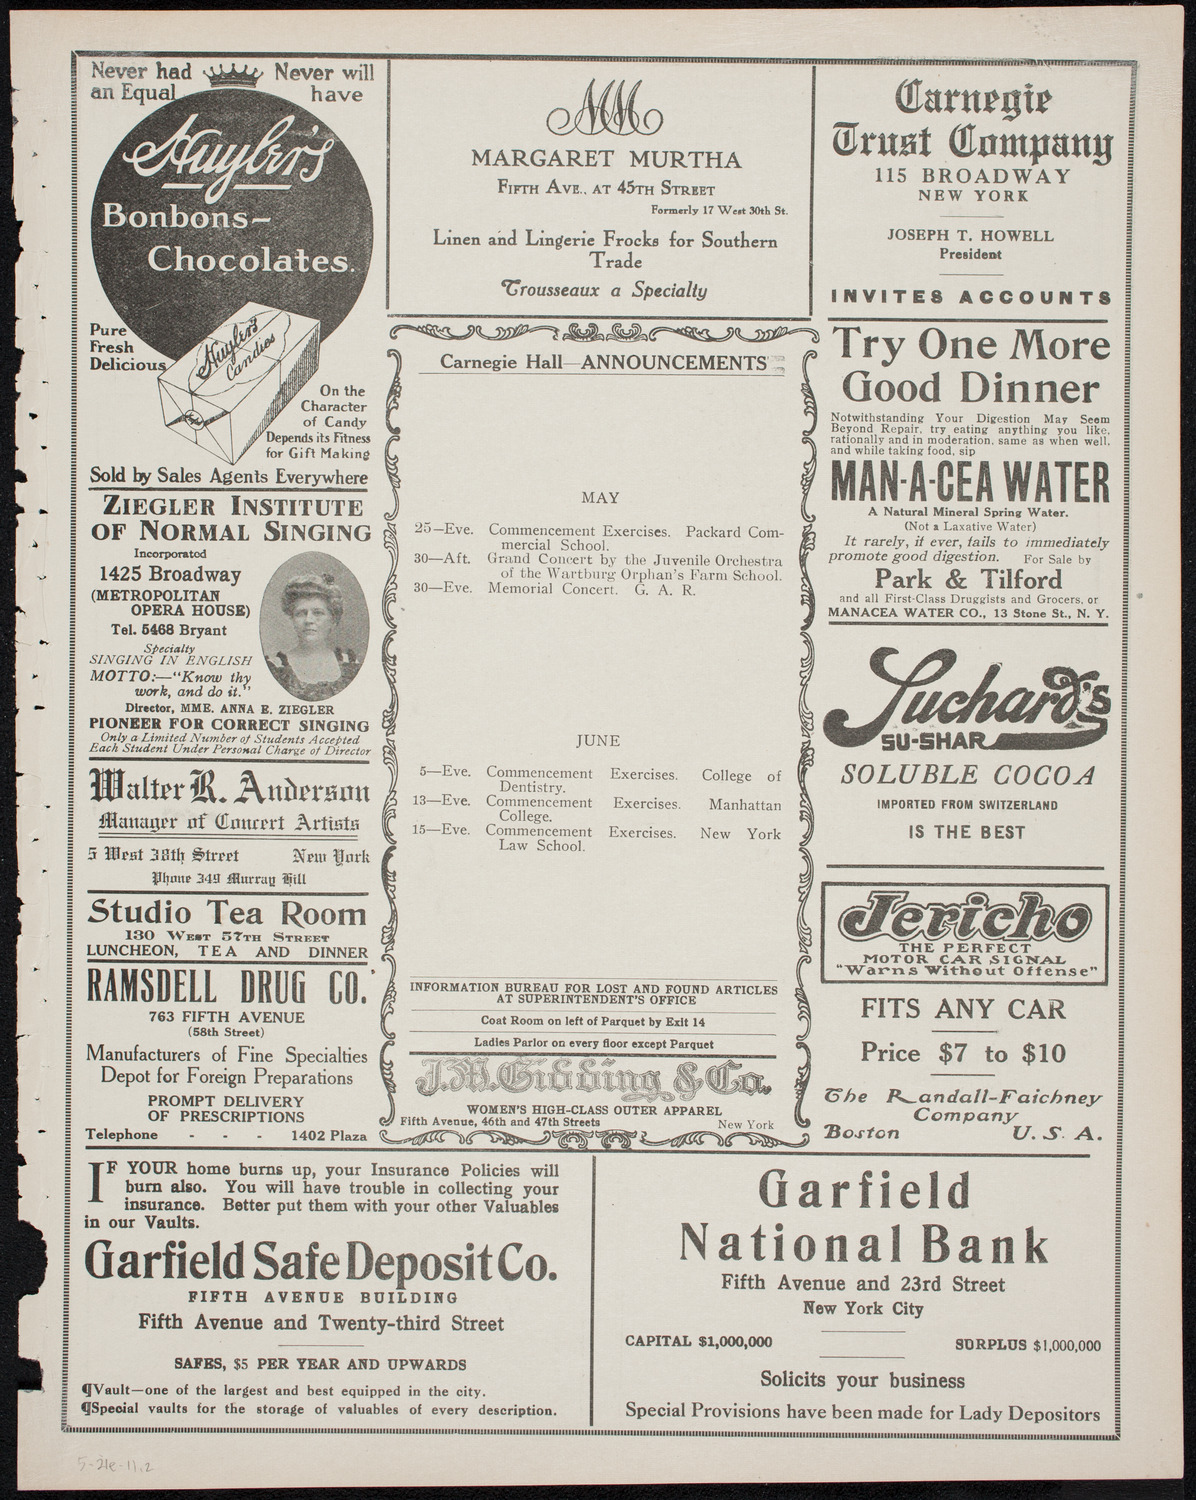 Never had Never will
an Equal have
Huyler's
Bonbons—
Chocolates.
Pure
Fresh
Delicious
Huyler's
Candies
On the
Character
of Candy
Depends its Fitness
for Gift Making
Sold by Sales Agents Everywhere
ZIEGLER INSTITUTE
OF NORMAL SINGING
Incorporated
1425 Broadway
(METROPOLITAN
OPERA HOUSE)
Tel. 5468 Bryant
Specialty
SINGING IN ENGLISH
MOTTO:—"Know thy
work, and do it."
Director, MME. ANNA E. ZIEGLER
PIONEER FOR CORRECT SINGING
Only a Limited Number of Students Accepted
Each Student Under Personal Charge of Director
Walter R. Anderson
Manager of Concert Artists
5 West 38th Street New York
Phone 349 Murray Hill
Studio Tea Room
130 WEST 57TH STREET
LUNCHEON, TEA AND DINNER
RAMSDELL DRUG CO.
763 FIFTH AVENUE
(58th Street)
Manufacturers of Fine Specialties
Depot for Foreign Preparations
PROMPT DELIVERY
OF PRESCRIPTIONS
Telephone - - - 1402 Plaza
MM
MARGARET MURTHA
FIFTH AVE., AT 45TH STREET
Formerly 17 West 30th St.
Linen and Lingerie Frocks for Southern
Trade
Trousseaux a Specialty
Carnegie Hall—ANNOUNCEMENTS
MAY
25—Eve. Commencement Exercises. Packard Com-
mercial School.
30—Aft. Grand Concert by the Juvenile Orchestra
of the Wartburg Orphan's Farm School.
30—Eve. Memorial Concert. G. A. R.
JUNE
5—Eve. Commencement Exercises. College of
Dentistry.
13—Eve. Commencement Exercises. Manhattan
College.
15—Eve. Commencement Exercises. New York
Law School.
INFORMATION BUREAU FOR LOST AND FOUND ARTICLES
AT SUPERINTENDENT'S OFFICE
Coat Room on left of Parquet by Exit 14
Ladies Parlor on every floor except Parquet
J.M. Gidding & Co.
WOMEN'S HIGH-CLASS OUTER APPAREL
Fifth Avenue, 46th and 47th Streets New York
Carnegie
Trust Company
115 BROADWAY
NEW YORK
JOSEPH T. HOWELL
President
INVITES ACCOUNTS
Try One More
Good Dinner
Notwithstanding Your Digestion May Seem
Beyond Repair, try eating anything you like,
rationally and in moderation, same as when well,
and while taking food, sip
MAN-A-CEA WATER
A Natural Mineral Spring Water.
(Not a Laxative Water)
It rarely, if ever, fails to immediately
promote good digestion. For Sale by
Park & Tilford
and all First-Class Druggists and Grocers, or
MANACEA WATER CO., 13 Stone St., N. Y.
Suchard's
SU-SHAR
SOLUBLE COCOA
IMPORTED FROM SWITZERLAND
IS THE BEST
Jericho
THE PERFECT
MOTOR CAR SIGNAL
"Warns Without Offense"
FITS ANY CAR
Price $7 to $10
The Randall-Faichney
Company
Boston U. S. A.
IF YOUR home burns up, your Insurance Policies will
burn also. You will have trouble in collecting your
insurance. Better put them with your other Valuables
in our Vaults.
Garfield Safe Deposit Co.
FIFTH AVENUE BUILDING
Fifth Avenue and Twenty-third Street
SAFES, $5 PER YEAR AND UPWARDS
¶Vault—one of the largest and best equipped in the city.
¶Special vaults for the storage of valuables of every description.
Garfield
National Bank
Fifth Avenue and 23rd Street
New York City
CAPITAL $1,000,000 SURPLUS $1,000,000
Solicits your business
Special Provisions have been made for Lady Depositors
5-21e-11.2